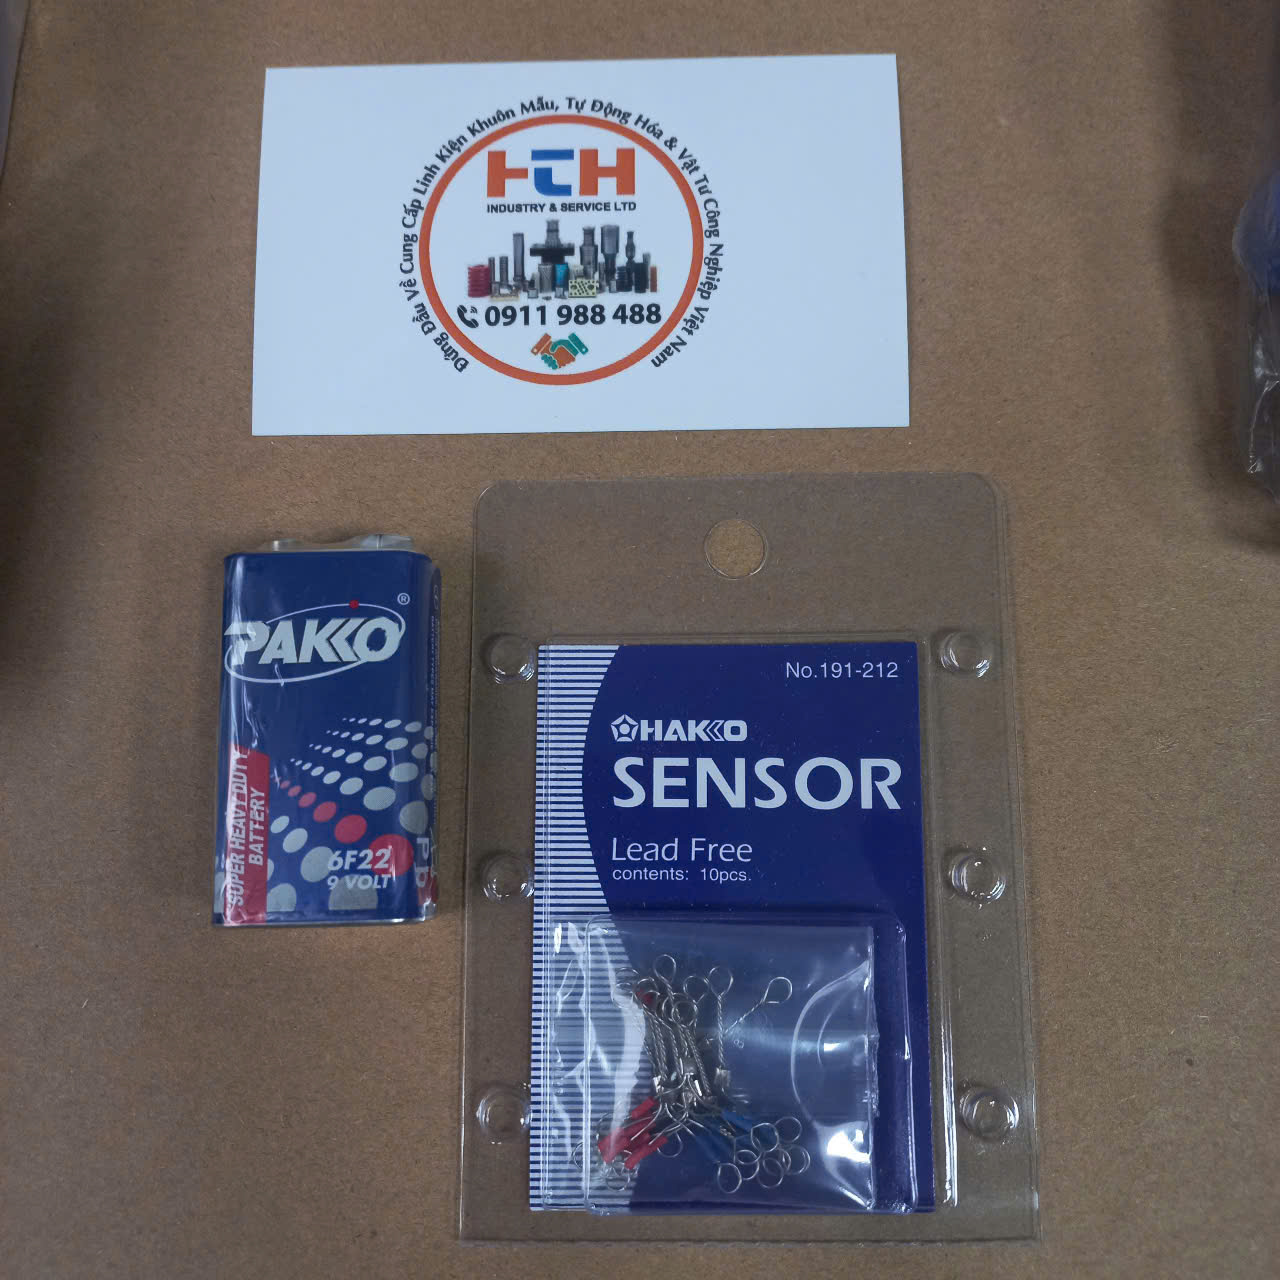 Đứng Đầu Về Cung Cấp Linh Kiện Khuôn Mẫu, Tự Động Hóa & Vật Tư Công Nghiệp Việt Nam
HTH
INDUSTRY & SERVICE LTD
0911 988 488
PAKKO®
SUPER HEAVY DUTY
BATTERY
6F22
9 VOLT
No.191-212
HAKKO
SENSOR
Lead Free
contents: 10pcs.